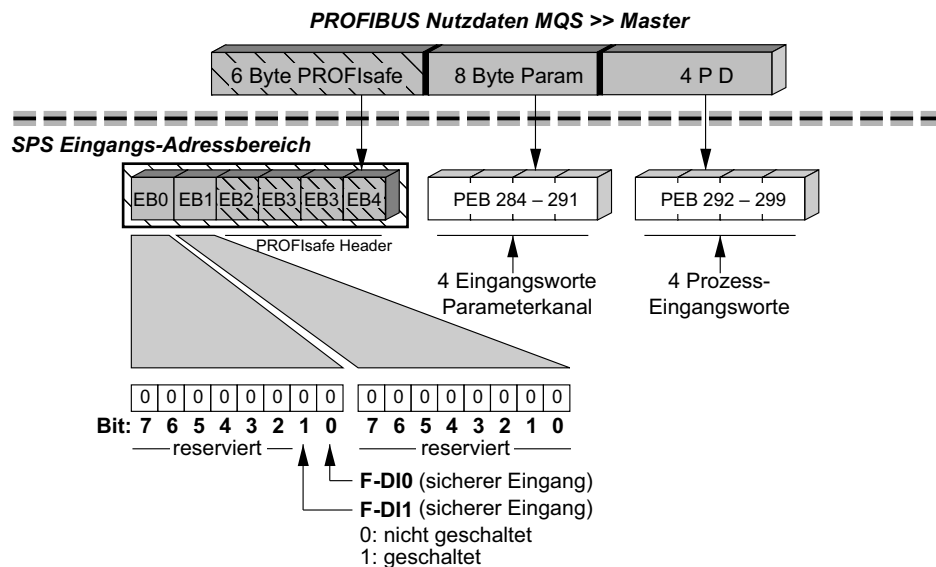 PROFIBUS Nutzdaten MQS >> Master
6 Byte PROFIsafe 8 Byte Param 4 P D
SPS Eingangs-Adressbereich
EB0 EB1 EB2 EB3 EB3 EB4 PEB 284 – 291 PEB 292 – 299
PROFIsafe Header
4 Eingangsworte
Parameterkanal
4 Prozess-
Eingangsworte
0 0 0 0 0 0 0 0 0 0 0 0 0 0 0 0
Bit: 7 6 5 4 3 2 1 0 7 6 5 4 3 2 1 0
reserviert reserviert
F-DI0 (sicherer Eingang)
F-DI1 (sicherer Eingang)
0: nicht geschaltet
1: geschaltet